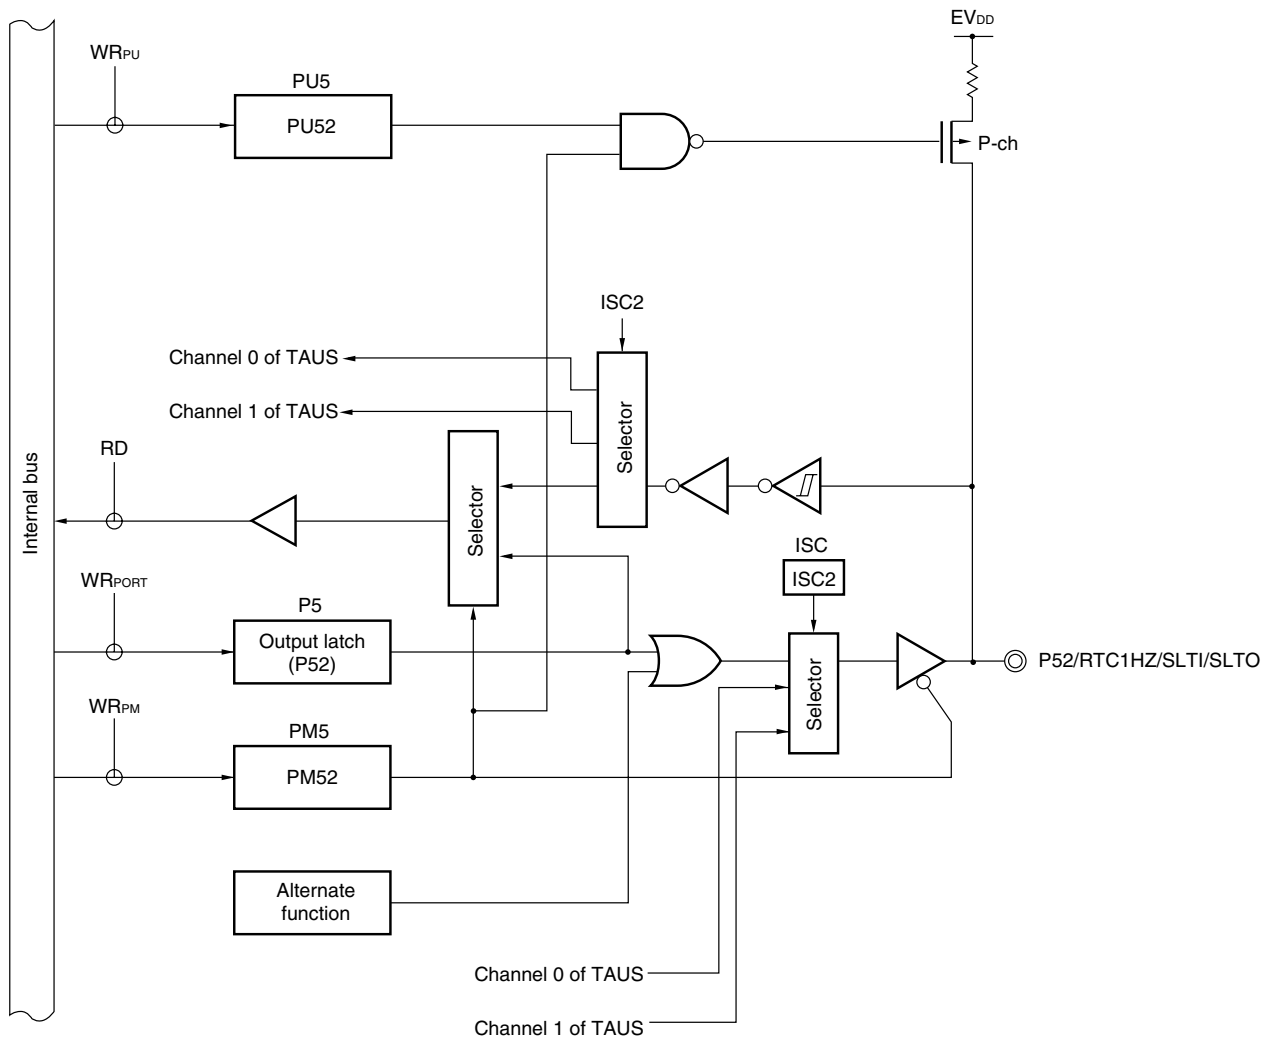 EVDD
WRPU
PU5
PU52
P-ch
ISC2
Channel 0 of TAUS
Channel 1 of TAUS
Selector
RD
Selector
Internal bus
ISC
ISC2
WRPORT
P5
Output latch
(P52)
Selector
P52/RTC1HZ/SLTI/SLTO
WRPM
PM5
PM52
Alternate
function
Channel 0 of TAUS
Channel 1 of TAUS